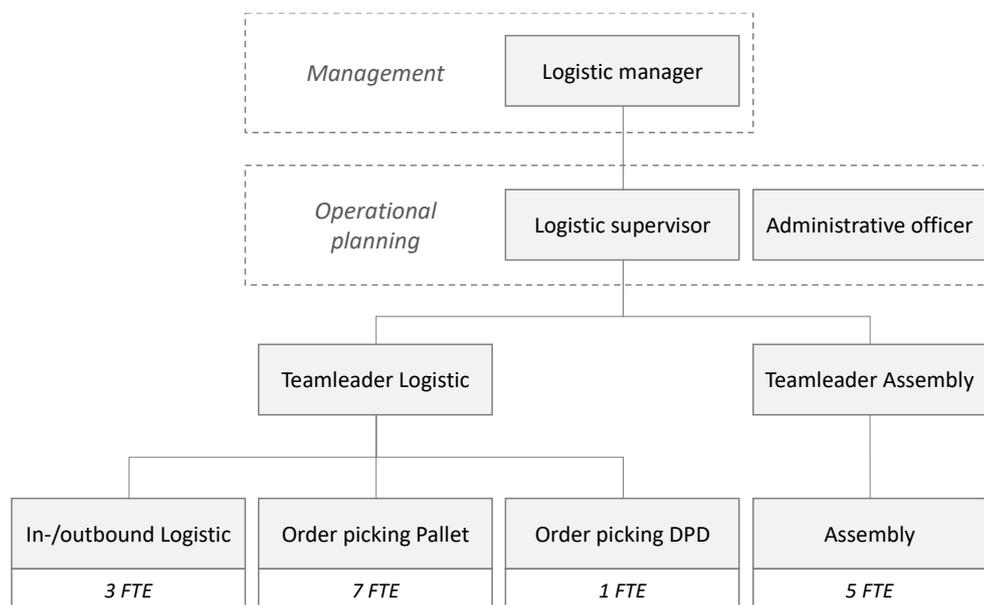 Management
Logistic manager
Operational
planning
Logistic supervisor
Administrative officer
Teamleader Logistic
Teamleader Assembly
In-/outbound Logistic
Order picking Pallet
Order picking DPD
Assembly
3 FTE
7 FTE
1 FTE
5 FTE